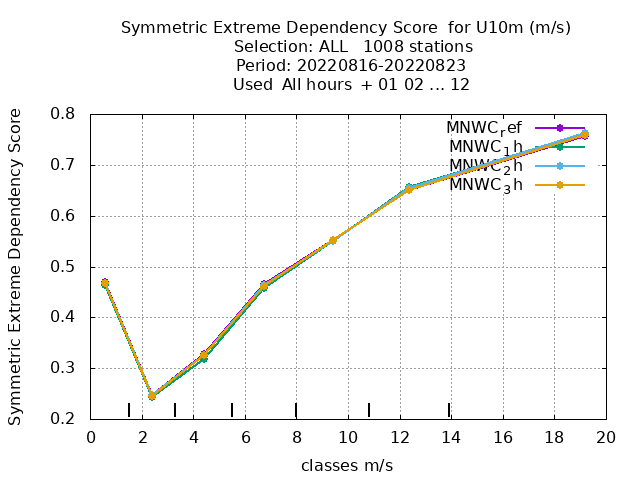 Symmetric Extreme Dependency Score  for U10m (m/s)
Selection: ALL   1008 stations
Period: 20220816-20220823
Used  All hours  + 01 02 ... 12
Symmetric Extreme Dependency Score
0.8
0.7
0.6
0.5
0.4
0.3
0.2
MNWC_ref
MNWC_1h
MNWC_2h
MNWC_3h
0 2 4 6 8 10 12 14 16 18 20
classes m/s